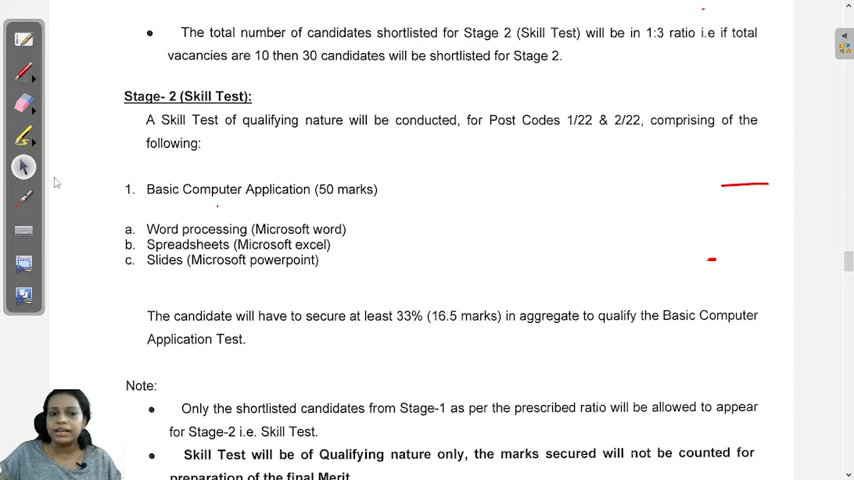 The total number of candidates shortlisted for Stage 2 (Skill Test) will be in 1:3 ratio i.e if total
vacancies are 10 then 30 candidates will be shortlisted for Stage 2.
Stage- 2 (Skill Test):
A Skill Test of qualifying nature will be conducted, for Post Codes 1/22 & 2/22, comprising of the
following:
1. Basic Computer Application (50 marks)
a. Word processing (Microsoft word)
b. Spreadsheets (Microsoft excel)
c. Slides (Microsoft powerpoint)
The candidate will have to secure at least 33% (16.5 marks) in aggregate to qualify the Basic Computer
Application Test.
Note:
Only the shortlisted candidates from Stage-1 as per the prescribed ratio will be allowed to appear
for Stage-2 i.e. Skill Test.
Skill Test will be of Qualifying nature only, the marks secured will not be counted for
preparation of the final Merit.